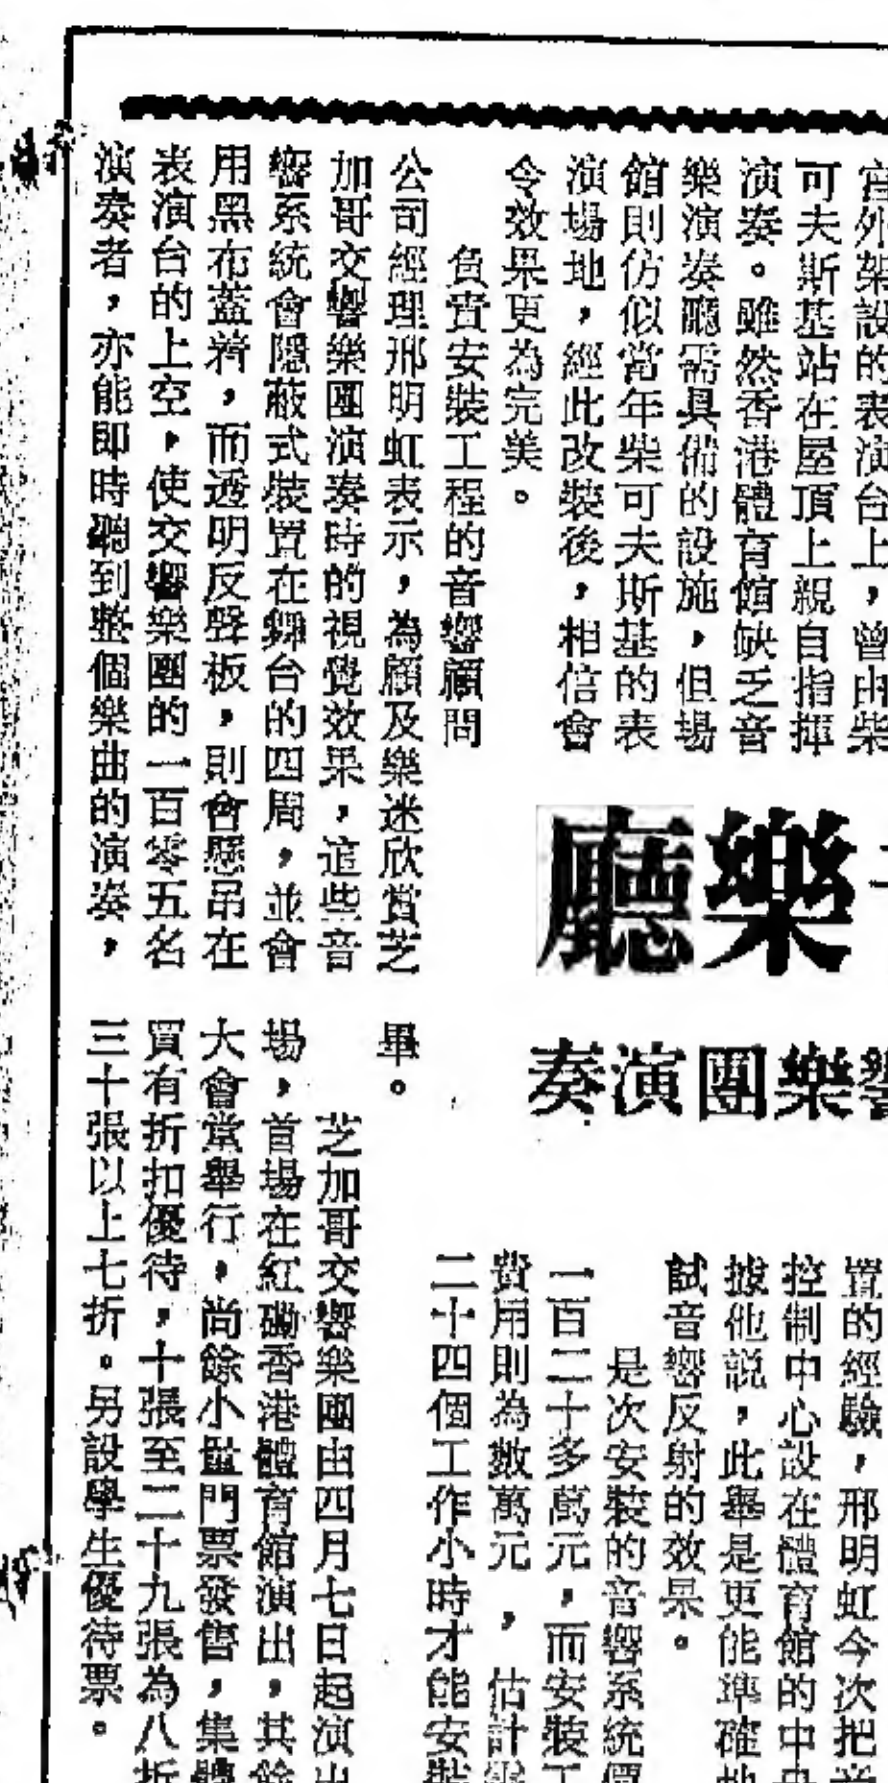 宮外架設的表演台上，曾由柴
可夫斯基站在屋頂上親自指揮
演奏。雖然香港體育館缺乏音
樂演奏廳需具備的設施，但場
館則仿似當年柴可夫斯基的表
演場地，經此改裝後，相信會
令效果更為完美。
負責安裝工程的音響顧問
公司經理邢明虹表示，為顧及樂迷欣賞芝
加哥交響樂團演奏時的視覺效果，這些音
響系統會隱蔽式裝置在舞台的四周，並會
用黑布蓋着，而透明反聲板，則會懸吊在
表演台的上空，使交響樂團的一百零五名
演奏者，亦能即時聽到整個樂曲的演奏，
樂廳
響樂團演奏
置的經驗，邢明虹今次把音
控制中心設在體育館的中央
據他説，此舉是更能準確地
試音響反射的效果。
是次安裝的音響系統價
一百二十多萬元，而安裝工
費用則為數萬元，估計需
二十四個工作小時才能安裝
畢。
芝加哥交響樂團由四月七日起演出
場，首場在紅磡香港體育館演出，其餘
大會堂舉行，尚餘小量門票發售，集體
買有折扣優待，十張至二十九張為八折
三十張以上七折。另設學生優待票。